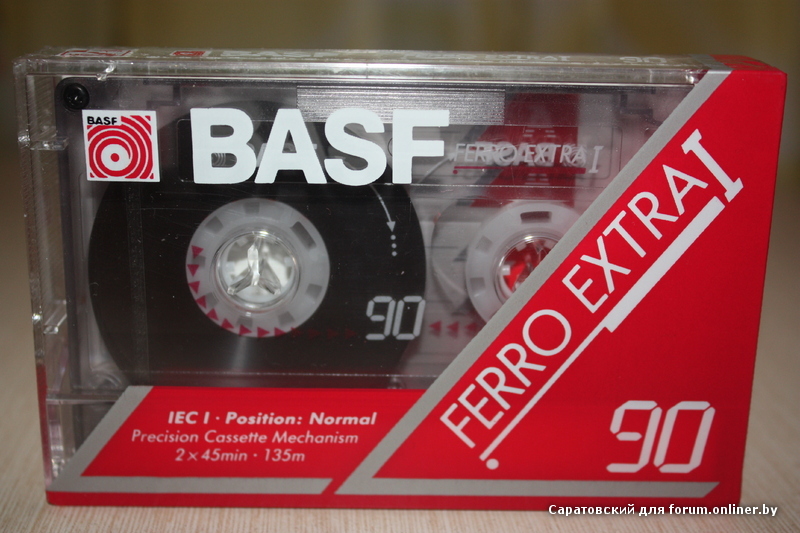 BASF
BASF
FERRO EXTRA I
90
FERRO EXTRA I
90
IEC I · Position: Normal
Precision Cassette Mechanism
2 × 45min · 135m
Саратовский для forum.onliner.by